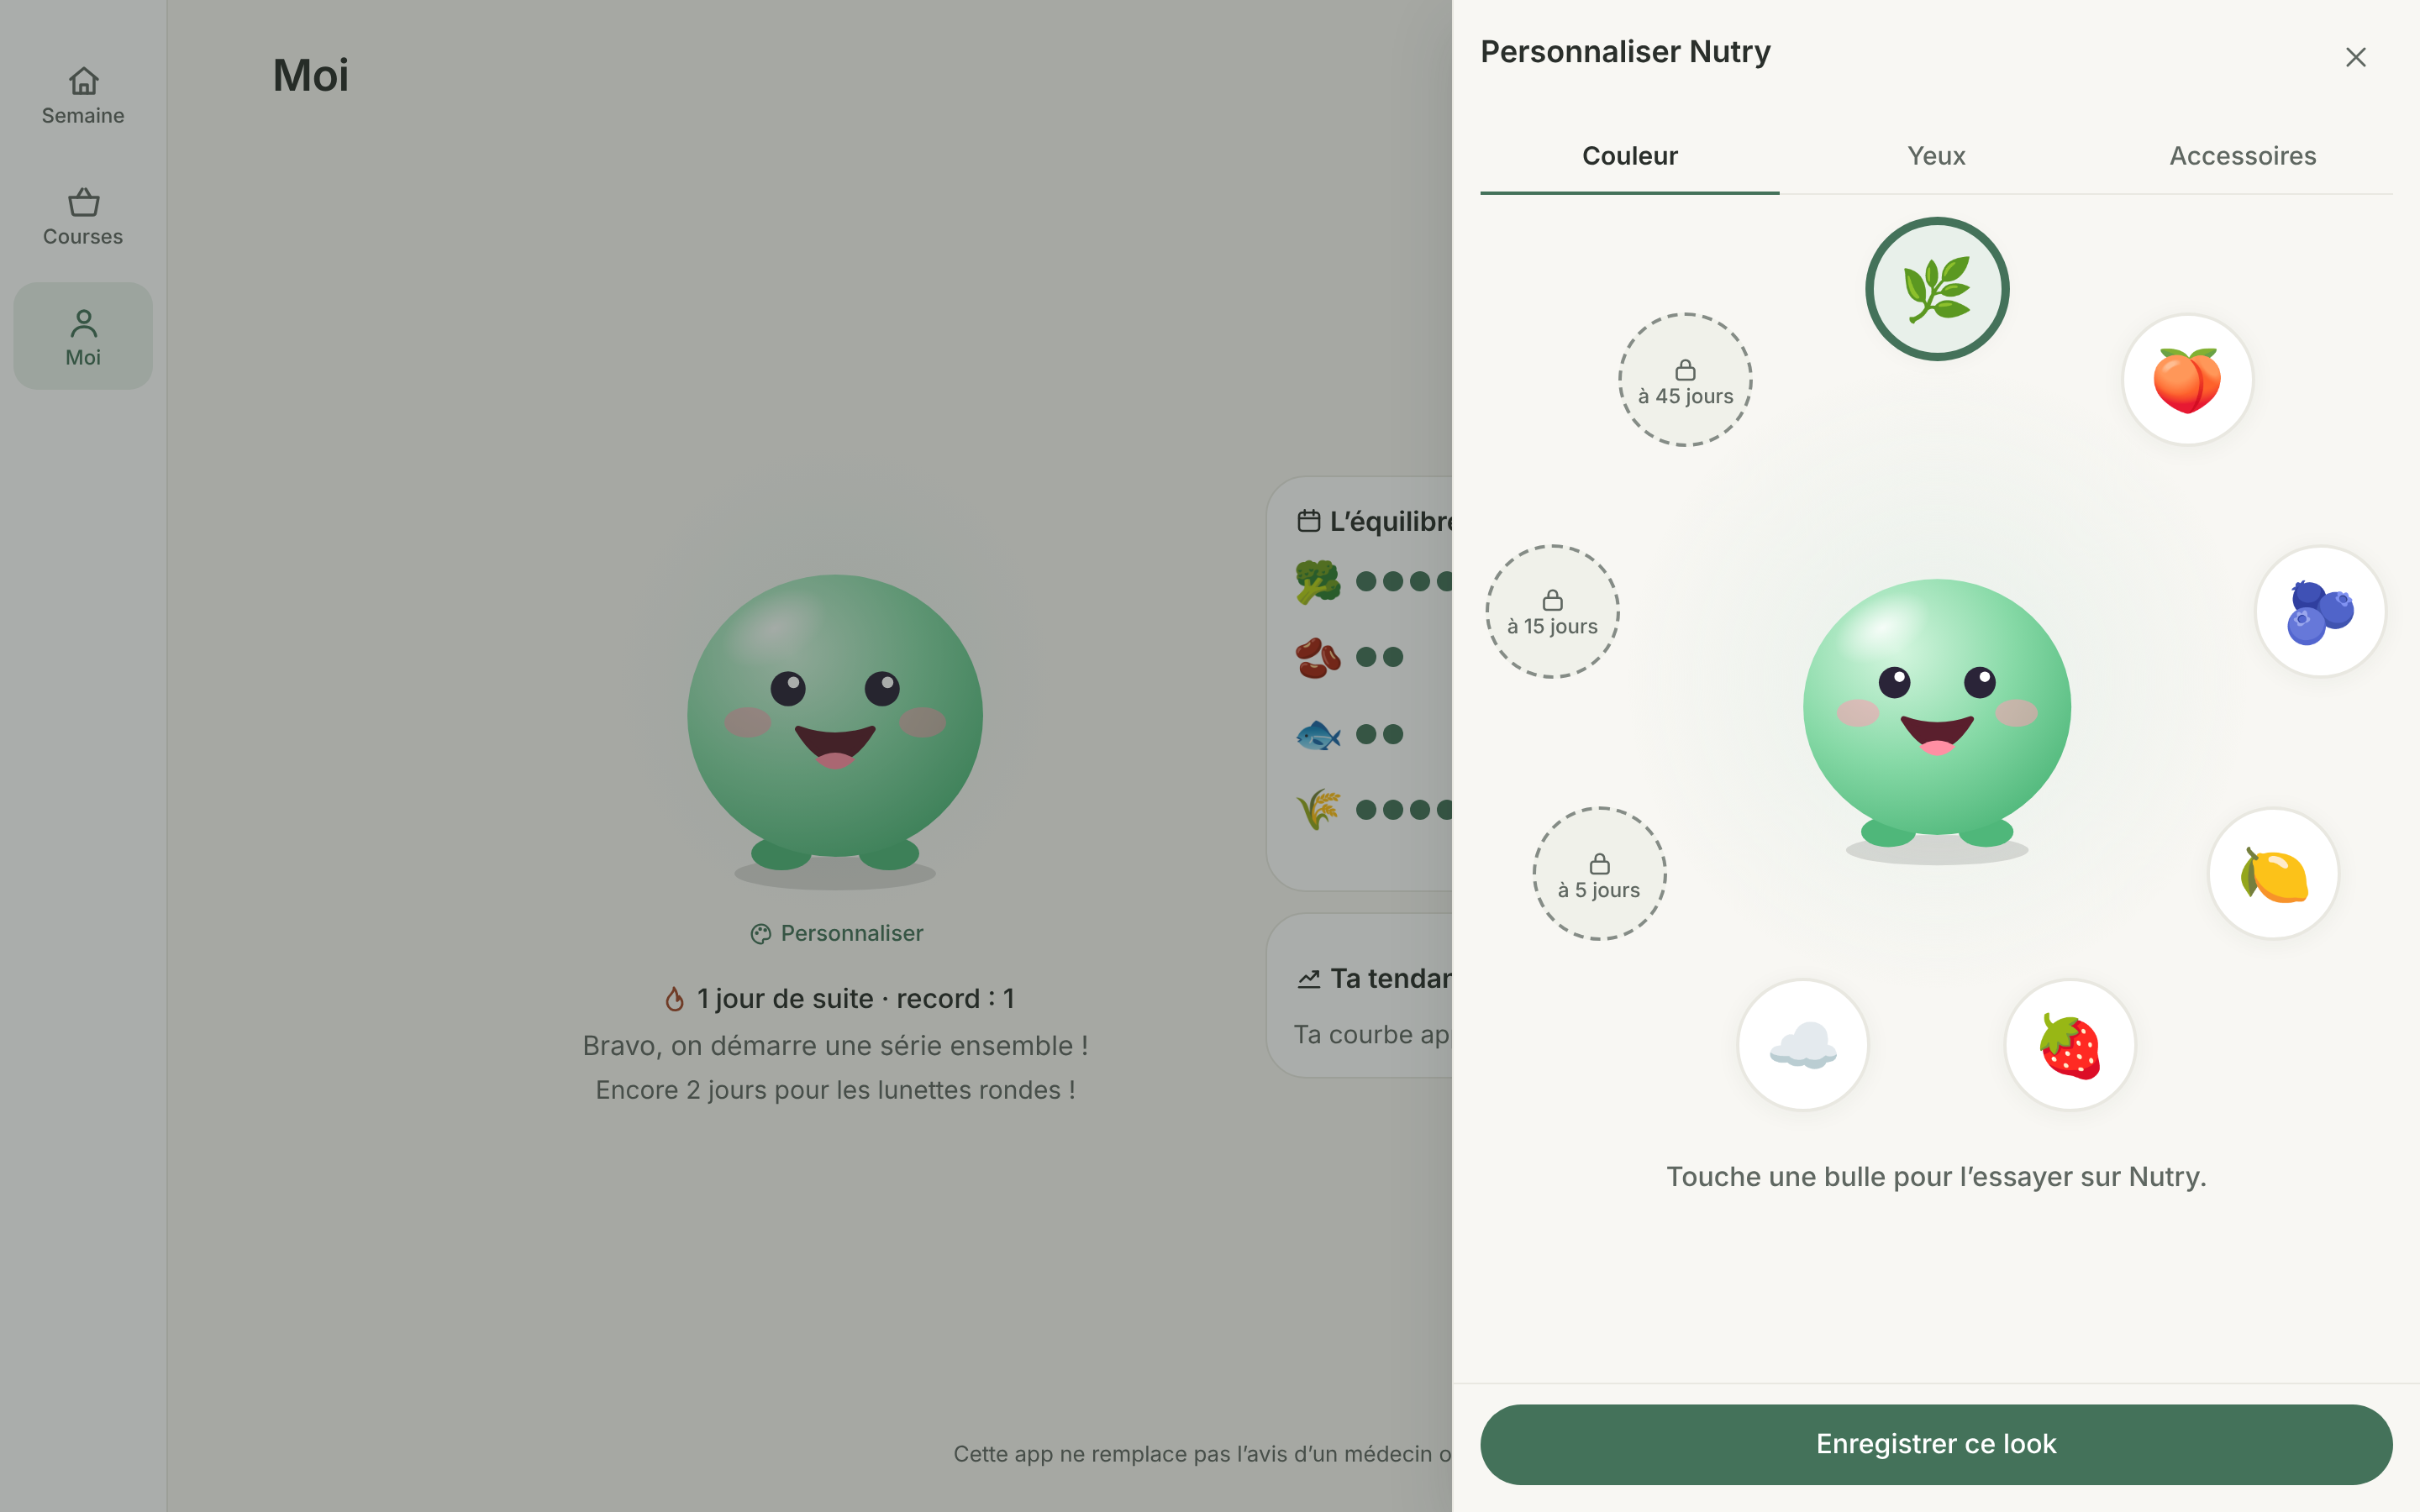 Semaine
Courses
Moi
Moi
Personnaliser
1 jour de suite · record : 1
Bravo, on démarre une série ensemble !
Encore 2 jours pour les lunettes rondes !
L’équilibre
Ta tendan
Ta courbe ap
Cette app ne remplace pas l’avis d’un médecin o
Personnaliser Nutry
Couleur
Yeux
Accessoires
à 45 jours
à 15 jours
à 5 jours
Touche une bulle pour l’essayer sur Nutry.
Enregistrer ce look